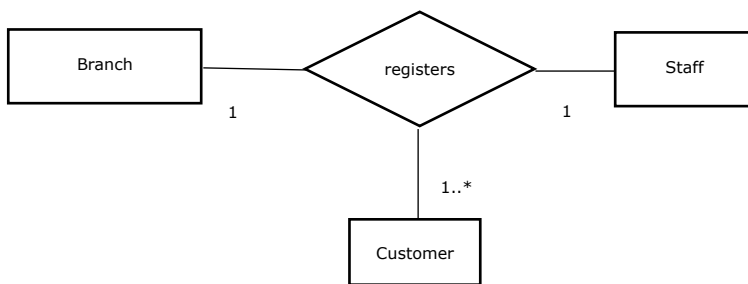 Branch
registers
Staff
1
1
1..*
Customer